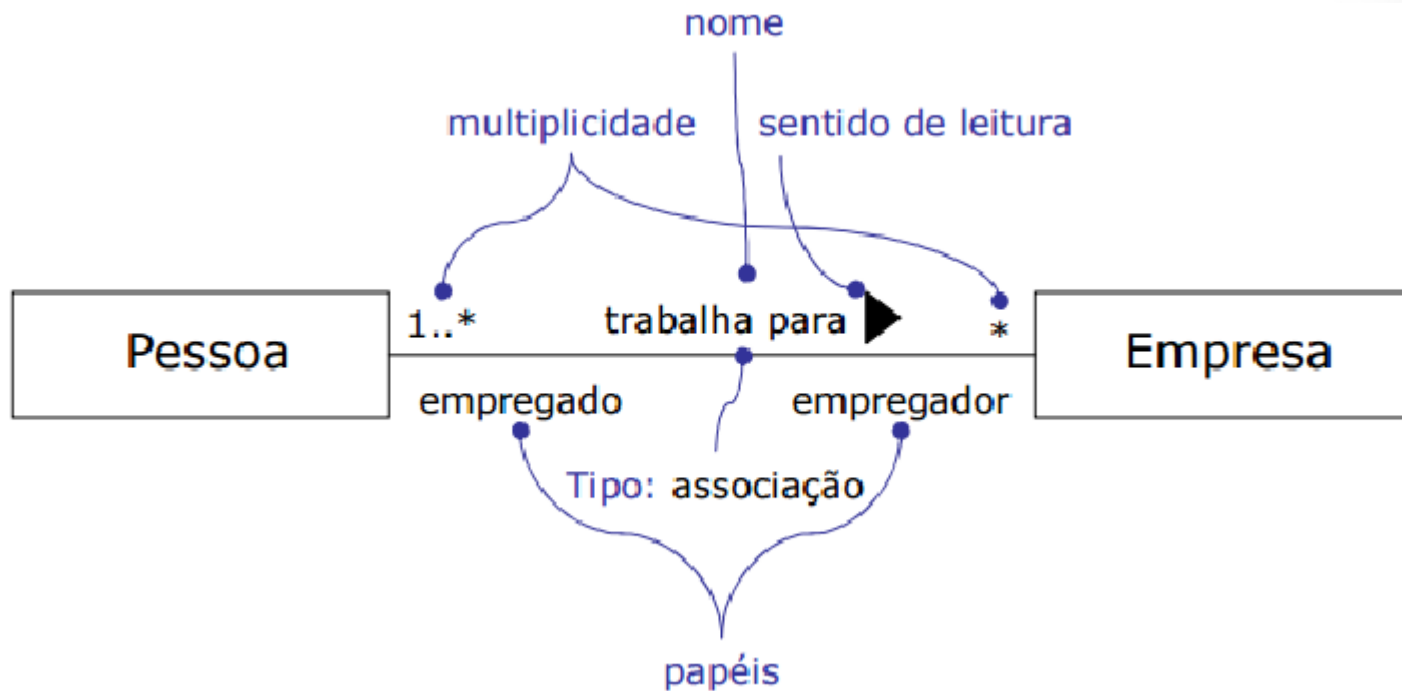 nome
multiplicidade
sentido de leitura
1..*
trabalha para
*
Pessoa
Empresa
empregado
empregador
Tipo: associação
papéis